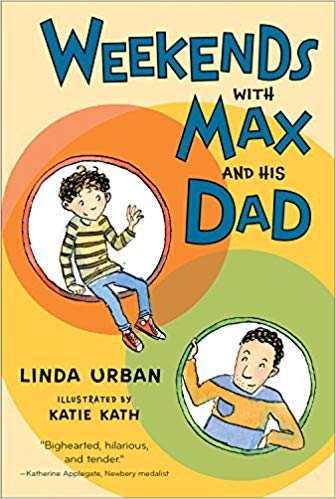 WEEKENDS
WITH
MAX
AND HIS
DAD
LINDA URBAN
ILLUSTRATED BY
KATIE KATH
"Bighearted, hilarious,
and tender."
—Katherine Applegate, Newbery medalist